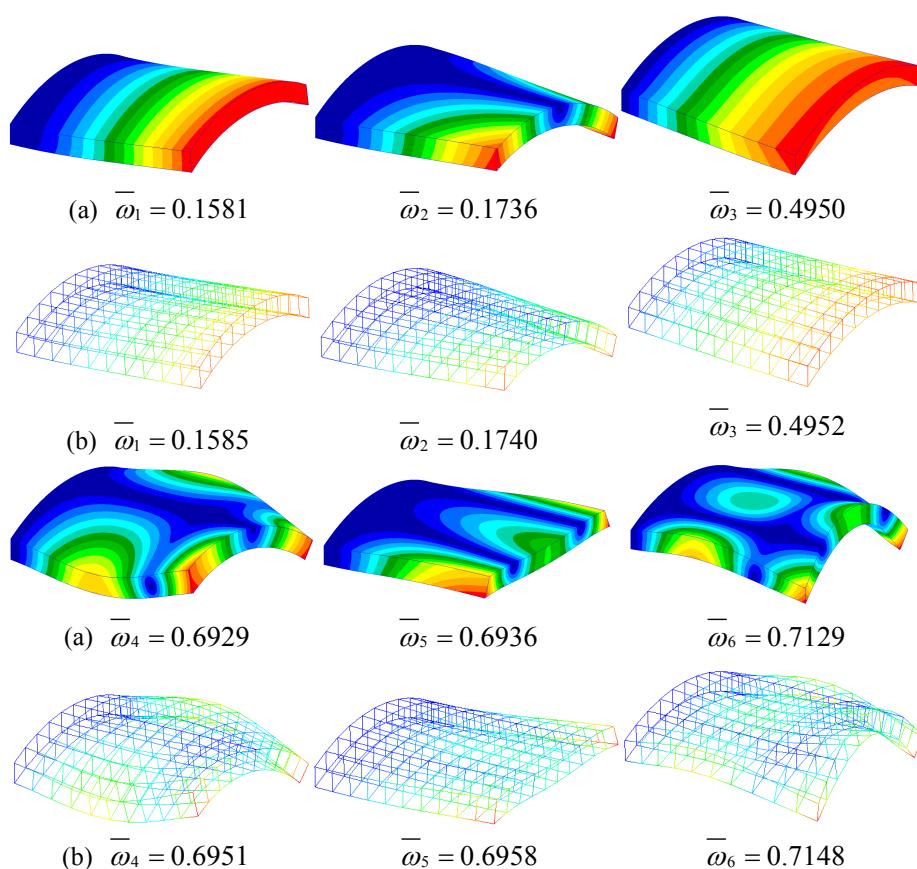 (a) ω̅₁ = 0.1581 ω̅₂ = 0.1736 ω̅₃ = 0.4950
(b) ω̅₁ = 0.1585 ω̅₂ = 0.1740 ω̅₃ = 0.4952
(a) ω̅₄ = 0.6929 ω̅₅ = 0.6936 ω̅₆ = 0.7129
(b) ω̅₄ = 0.6951 ω̅₅ = 0.6958 ω̅₆ = 0.7148